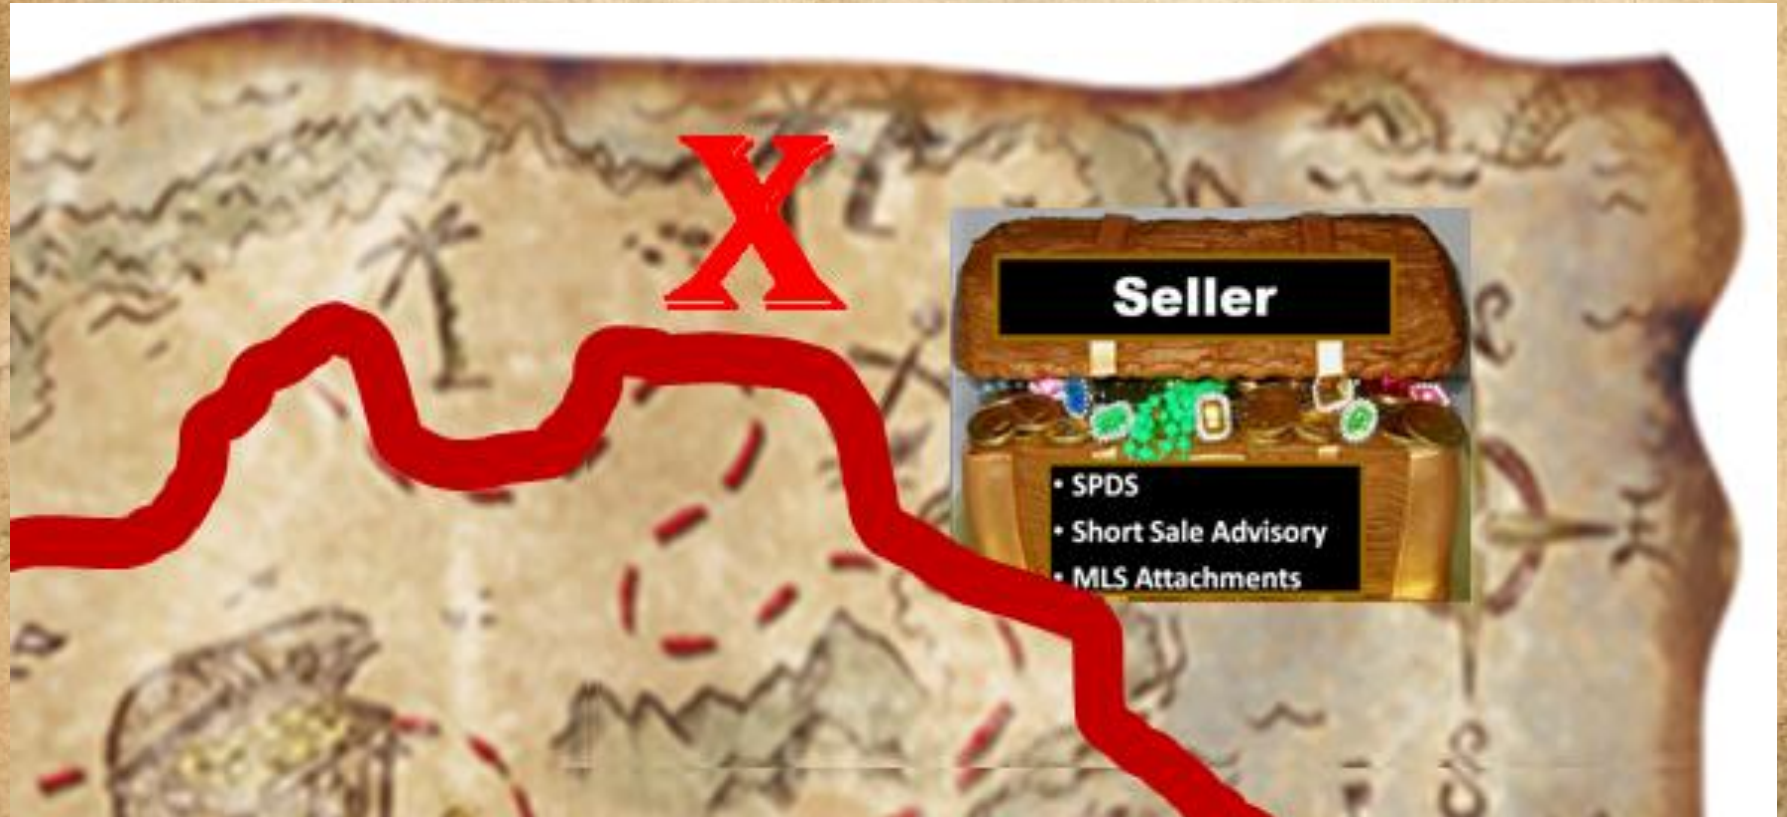 X
Seller
• SPDS
• Short Sale Advisory
• MLS Attachments